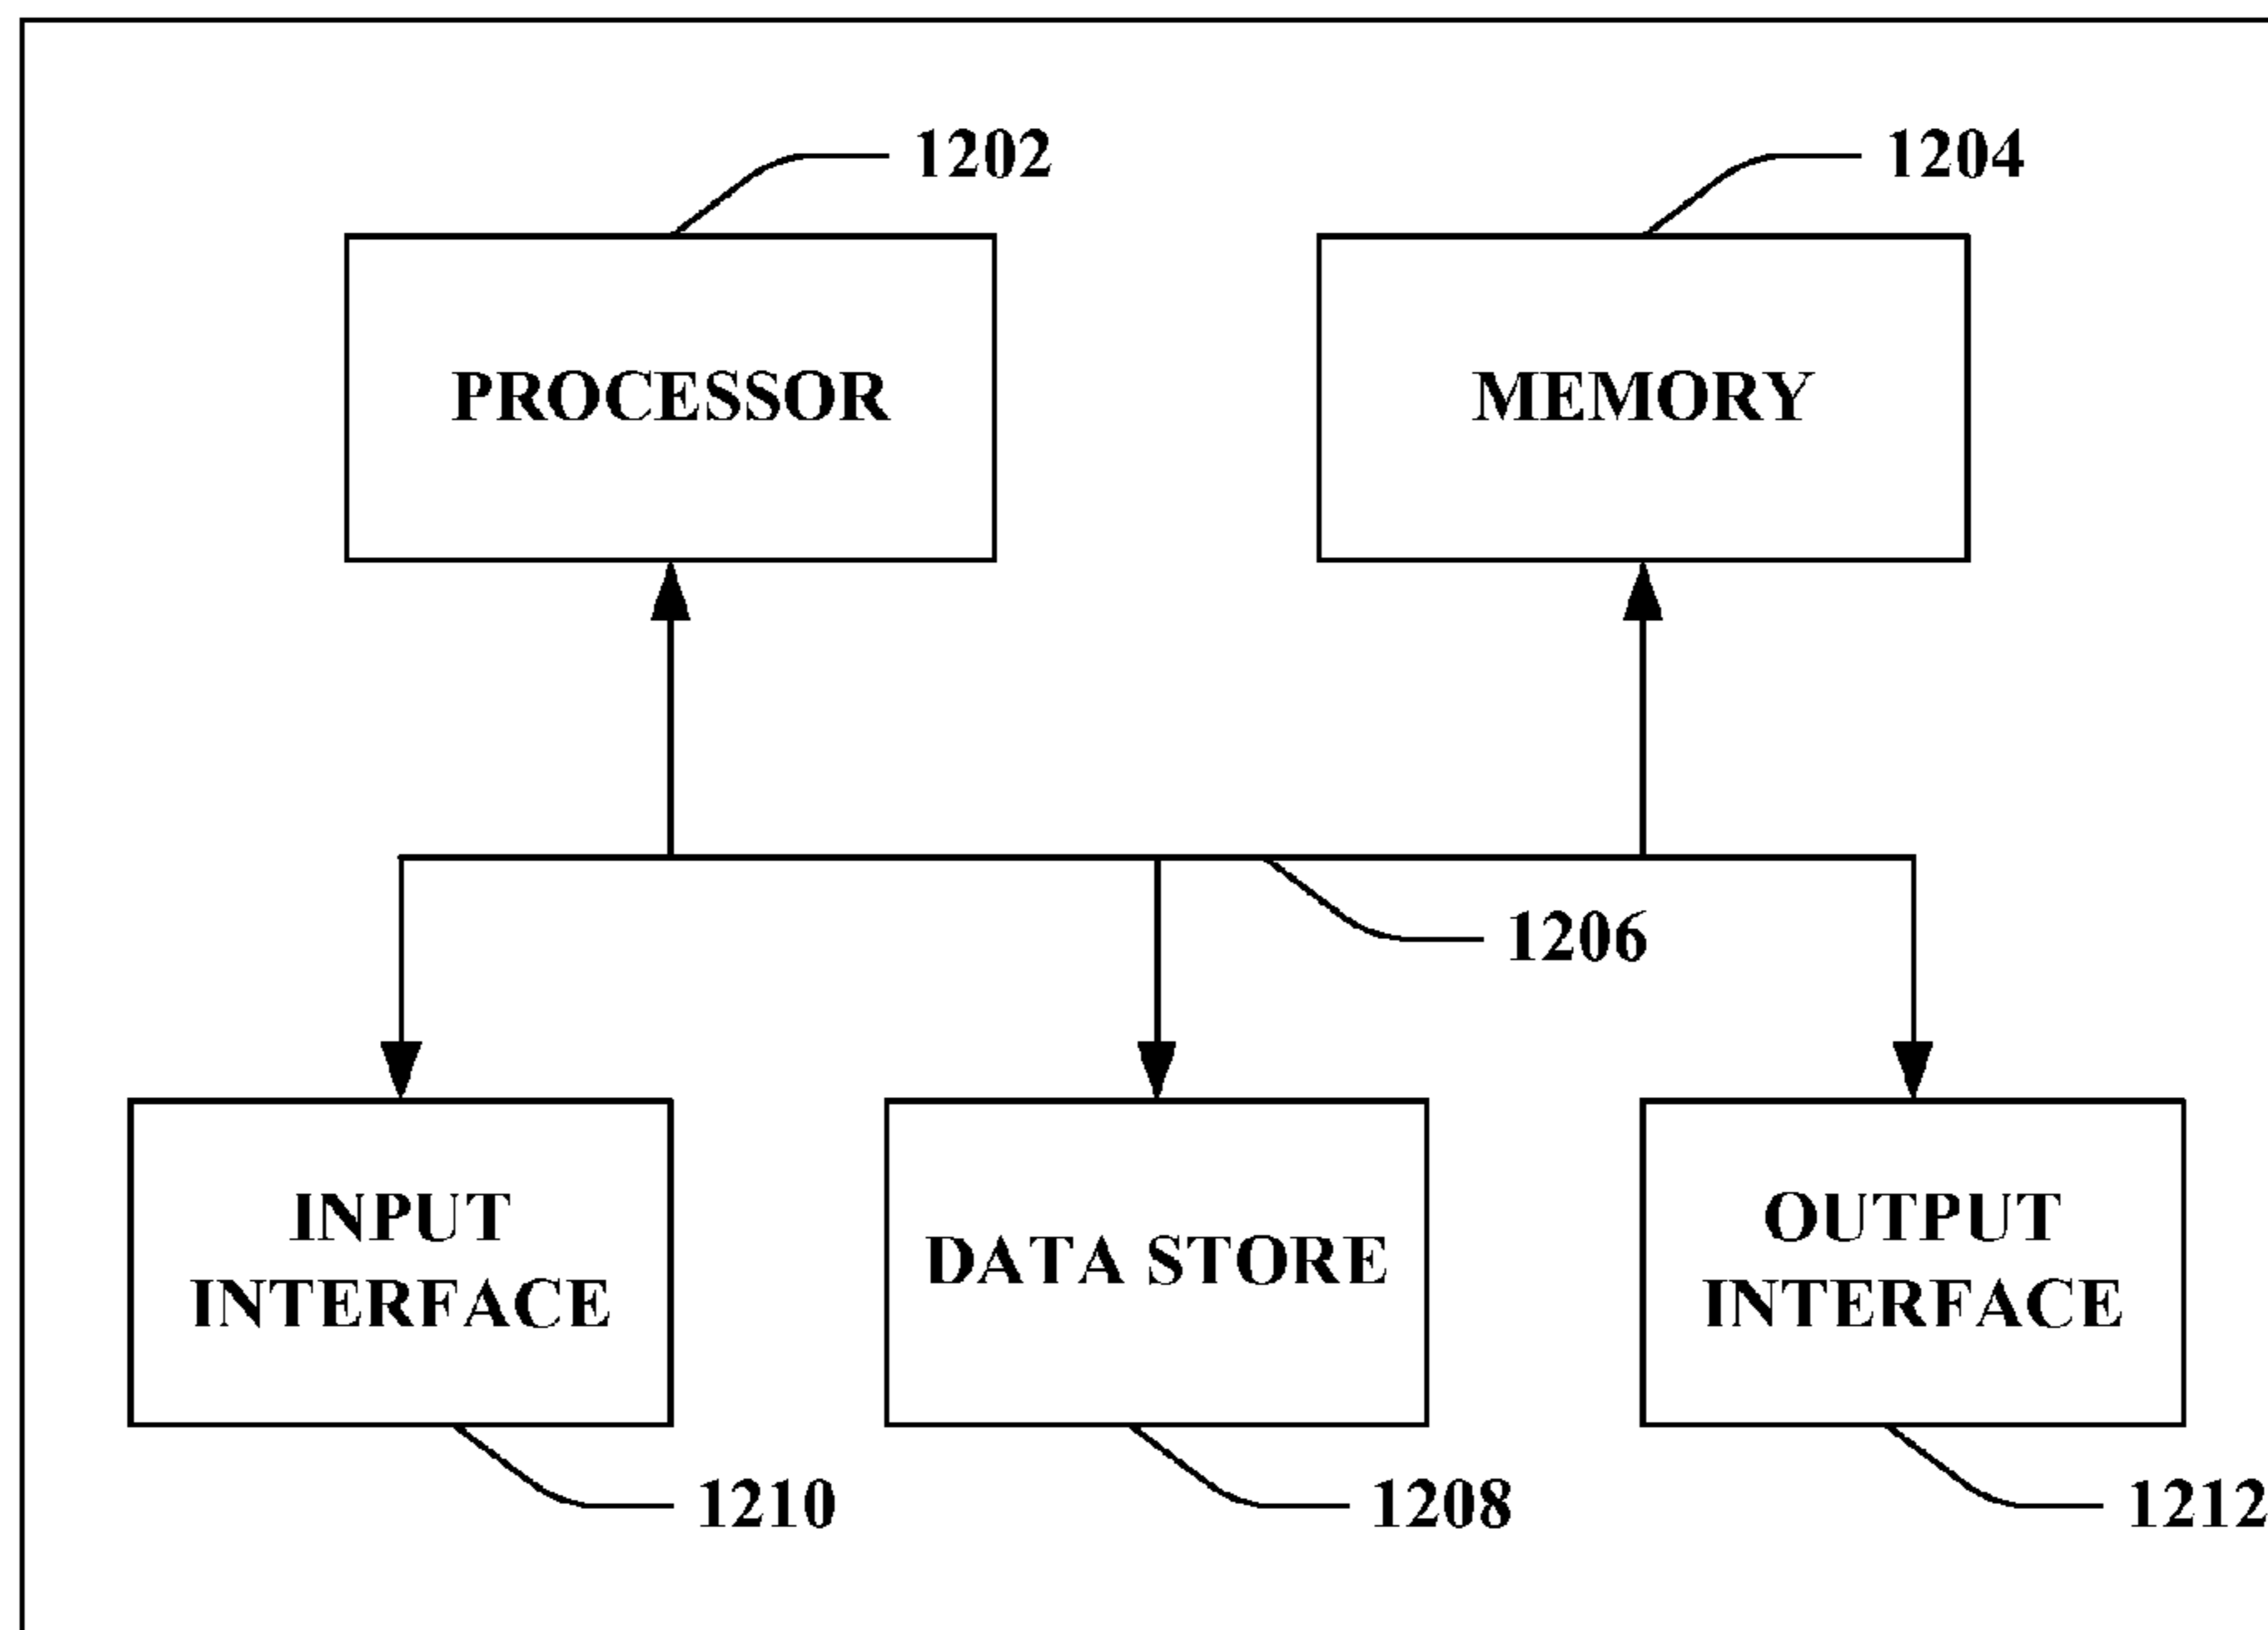 1202
1204
PROCESSOR
MEMORY
1206
INPUT
INTERFACE
DATA STORE
OUTPUT
INTERFACE
1210
1208
1212